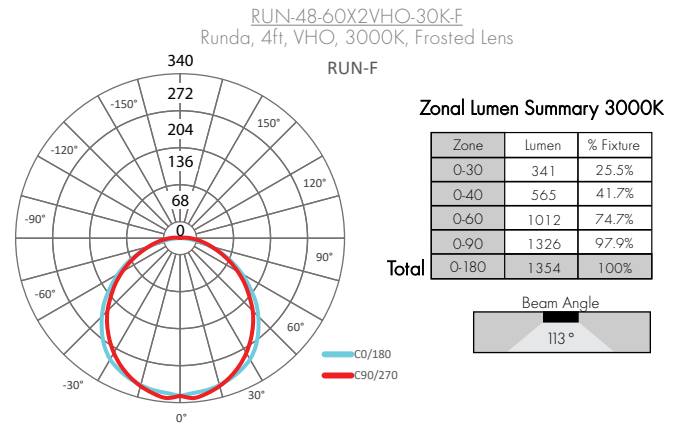 RUN-48-60X2VHO-30K-F
Runda, 4ft, VHO, 3000K, Frosted Lens
RUN-F
340
272
204
136
68
0
-150°
150°
-120°
120°
-90°
90°
-60°
60°
-30°
30°
0°
C0/180
C90/270
Zonal Lumen Summary 3000K
Zone Lumen % Fixture
0-30 341 25.5%
0-40 565 41.7%
0-60 1012 74.7%
0-90 1326 97.9%
Total 0-180 1354 100%
Beam Angle
113 °